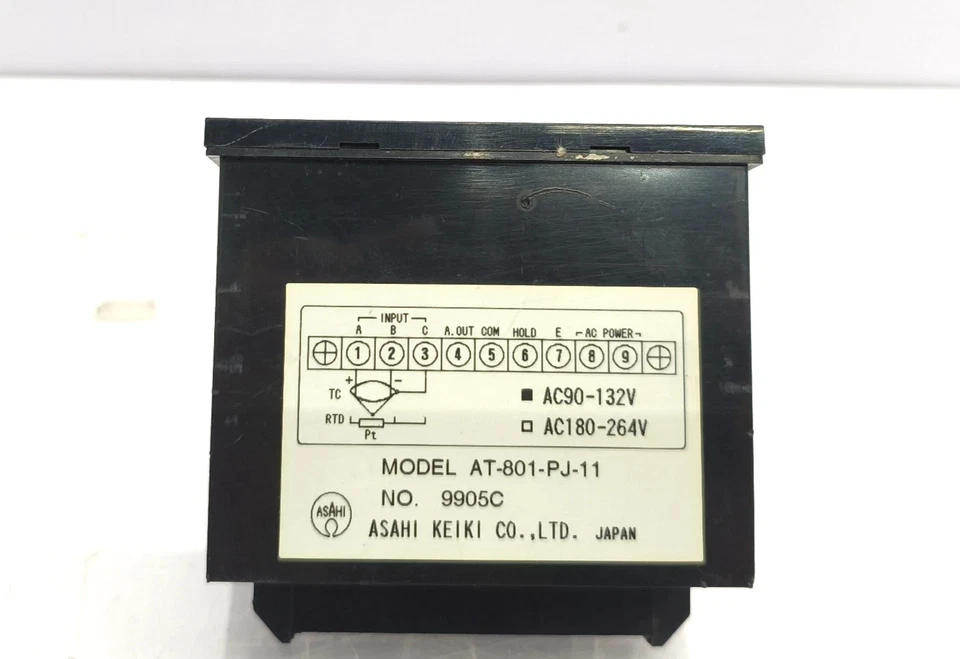 INPUT
A B C A.OUT COM HOLD E AC POWER
1 2 3 4 5 6 7 8 9
+ -
TC
RTD
Pt
■ AC90-132V
□ AC180-264V
MODEL AT-801-PJ-11
NO. 9905C
ASAHI
ASAHI KEIKI CO.,LTD. JAPAN